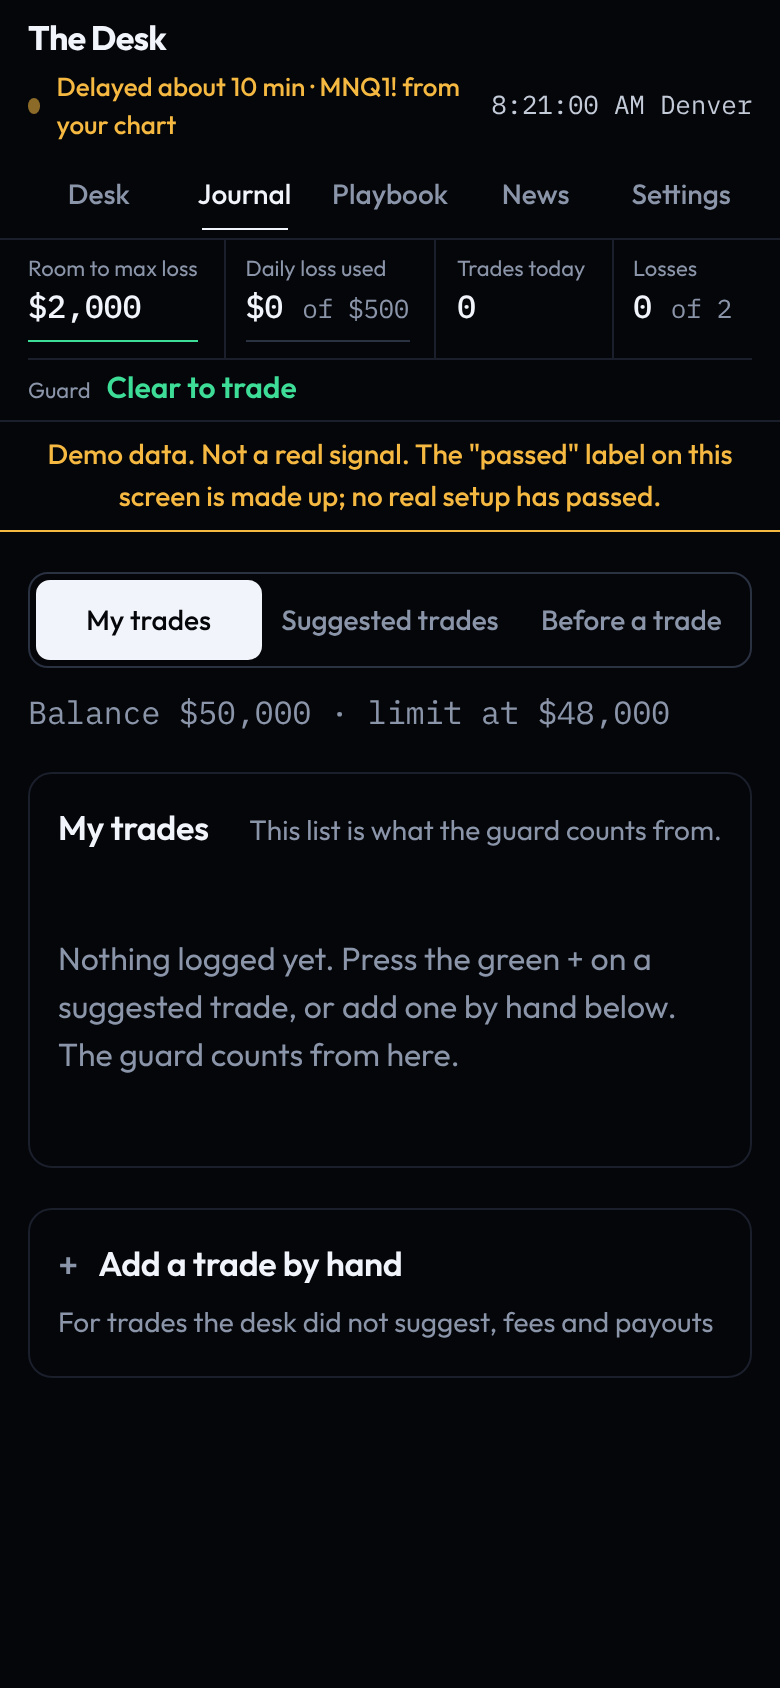 The Desk
Delayed about 10 min · MNQ1! from
your chart
8:21:00 AM Denver
Desk Journal Playbook News Settings
Room to max loss Daily loss used Trades today Losses
$2,000 $0 of $500 0 0 of 2
Guard Clear to trade
Demo data. Not a real signal. The "passed" label on this
screen is made up; no real setup has passed.
My trades Suggested trades Before a trade
Balance $50,000 · limit at $48,000
My trades This list is what the guard counts from.
Nothing logged yet. Press the green + on a
suggested trade, or add one by hand below.
The guard counts from here.
+ Add a trade by hand
For trades the desk did not suggest, fees and payouts